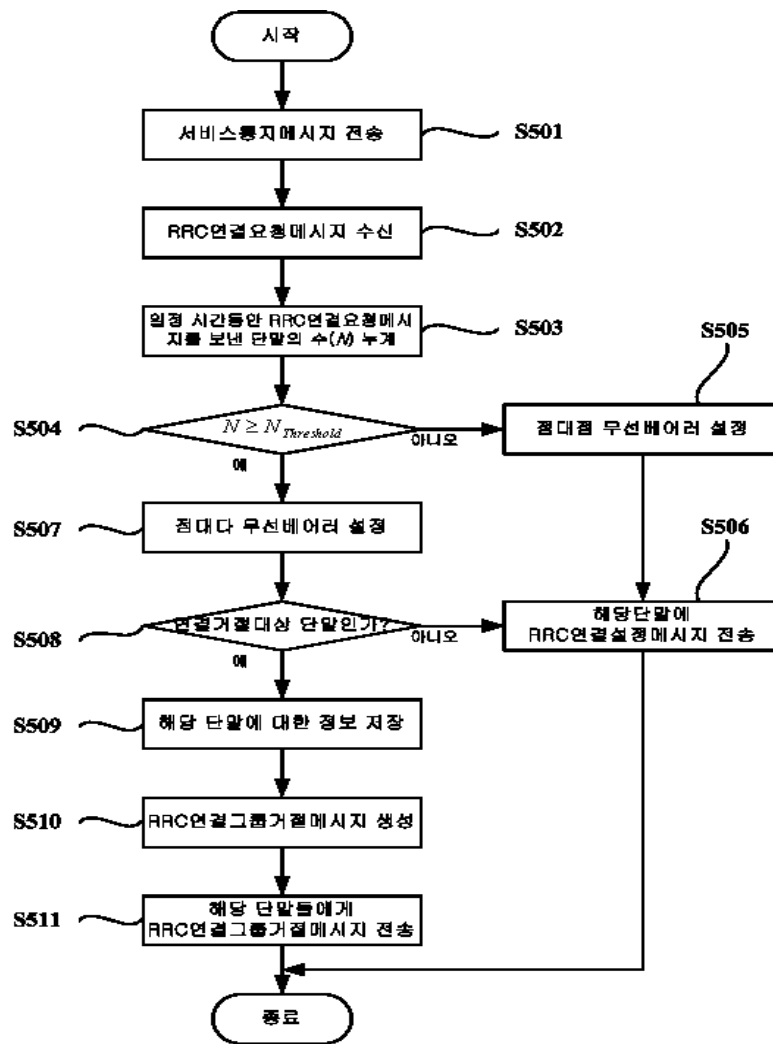 시작
서비스통지메시지 전송
S501
RRC연결요청메시지 수신
S502
일정 시간동안 RRC연결요청메시
지를 보낸 단말의 수(N) 누계
S503
S504
N ≥ N_Threshold
아니오
예
S505
점대점 무선베어러 설정
S507
점대다 무선베어러 설정
S506
해당단말에
RRC연결설정메시지 전송
S508
연결거절대상 단말인가?
아니오
예
S509
해당 단말에 대한 정보 저장
S510
RRC연결그룹거절메시지 생성
S511
해당 단말들에게
RRC연결그룹거절메시지 전송
종료